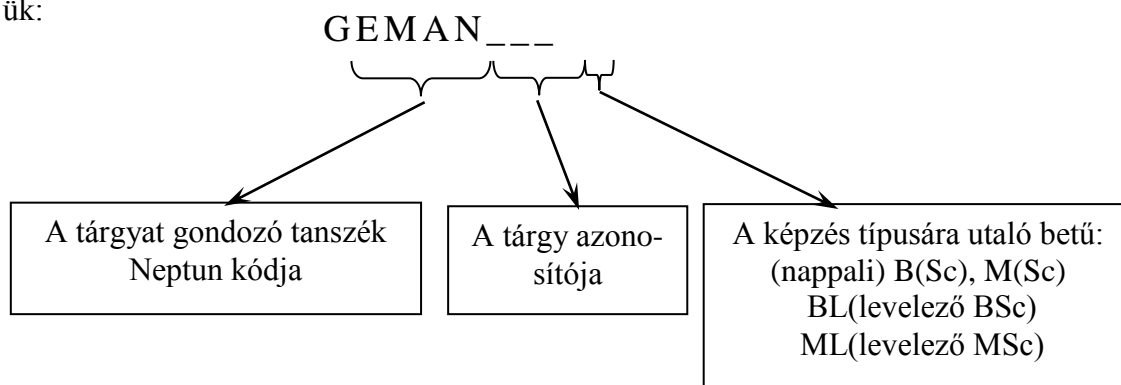 ük:
GEMAN_ _ _
A tárgyat gondozó tanszék
Neptun kódja
A tárgy azono-
sítója
A képzés típusára utaló betű:
(nappali) B(Sc), M(Sc)
BL(levelező BSc)
ML(levelező MSc)